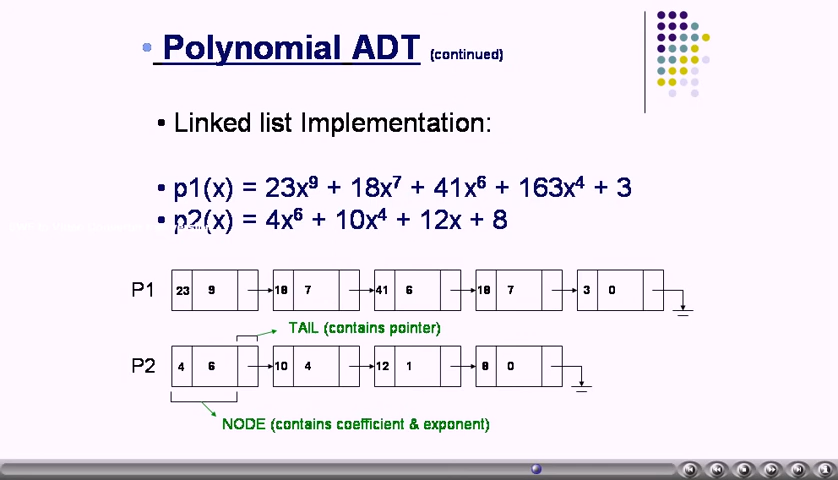 • Polynomial ADT (continued)
• Linked list Implementation:
• p1(x) = 23x⁹ + 18x⁷ + 41x⁶ + 163x⁴ + 3
• p2(x) = 4x⁶ + 10x⁴ + 12x + 8
P1 23 9 18 7 41 6 18 7 3 0
TAIL (contains pointer)
P2 4 6 10 4 12 1 8 0
NODE (contains coefficient & exponent)